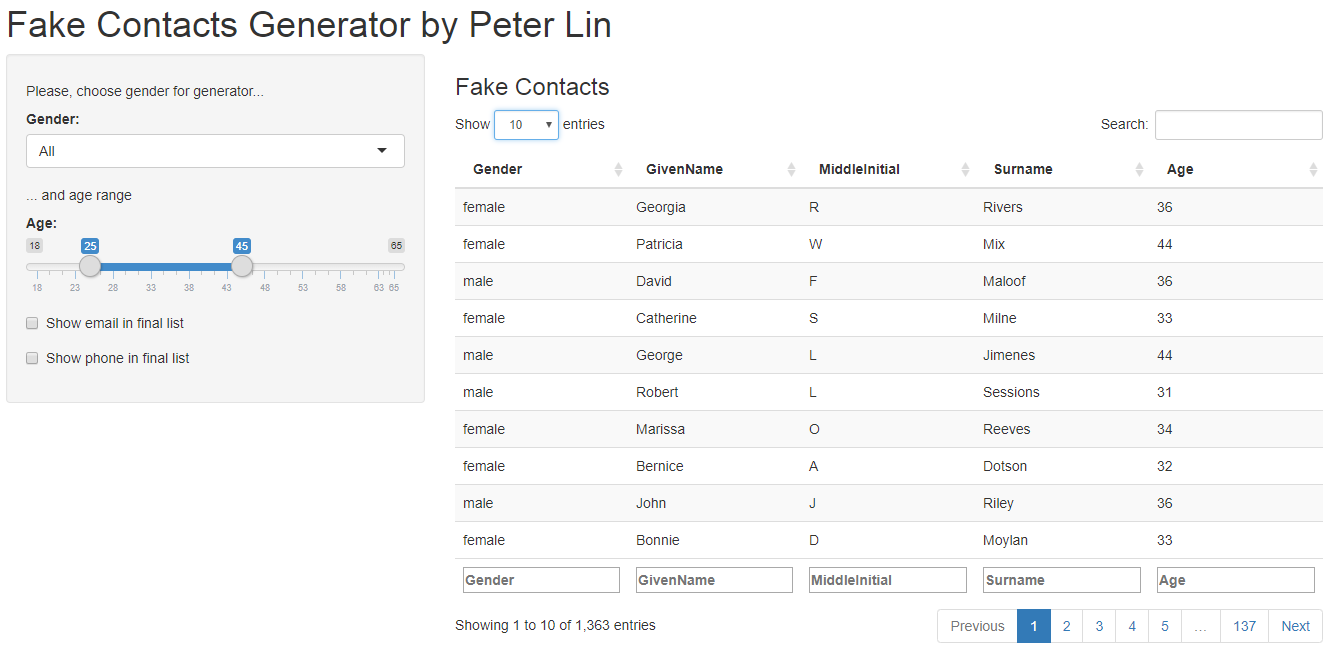 Fake Contacts Generator by Peter Lin
Please, choose gender for generator...
Gender:
All
... and age range
Age:
18 25 45 65
18 23 28 33 38 43 48 53 58 63 65
Show email in final list
Show phone in final list
Fake Contacts
Show 10 entries Search:
Gender GivenName MiddleInitial Surname Age
female Georgia R Rivers 36
female Patricia W Mix 44
male David F Maloof 36
female Catherine S Milne 33
male George L Jimenes 44
male Robert L Sessions 31
female Marissa O Reeves 34
female Bernice A Dotson 32
male John J Riley 36
female Bonnie D Moylan 33
Gender GivenName MiddleInitial Surname Age
Showing 1 to 10 of 1,363 entries Previous 1 2 3 4 5 … 137 Next